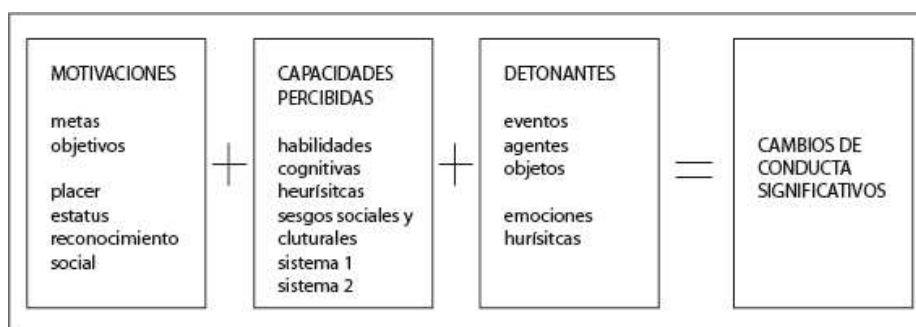 MOTIVACIONES
metas
objetivos
placer
estatus
reconocimiento
social
+
CAPACIDADES
PERCIBIDAS
habilidades
cognitivas
heurísitcas
sesgos sociales y
cluturales
sistema 1
sistema 2
+
DETONANTES
eventos
agentes
objetos
emociones
hurísitcas
=
CAMBIOS DE
CONDUCTA
SIGNIFICATIVOS